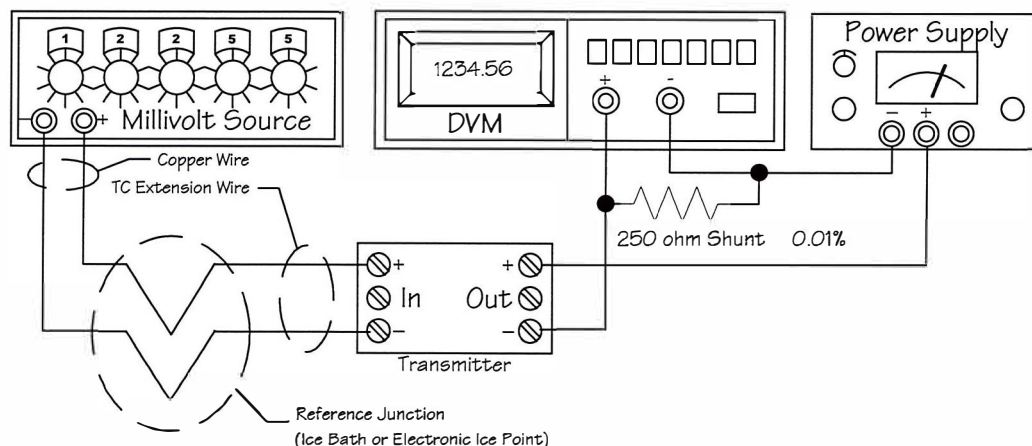 1 2 2 5 5
- + Millivolt Source
1234.56
DVM
+ -
Power Supply
- +
Copper Wire
TC Extension Wire
250 ohm Shunt 0.01%
+ In -
+ Out -
Transmitter
Reference Junction
(Ice Bath or Electronic Ice Point)